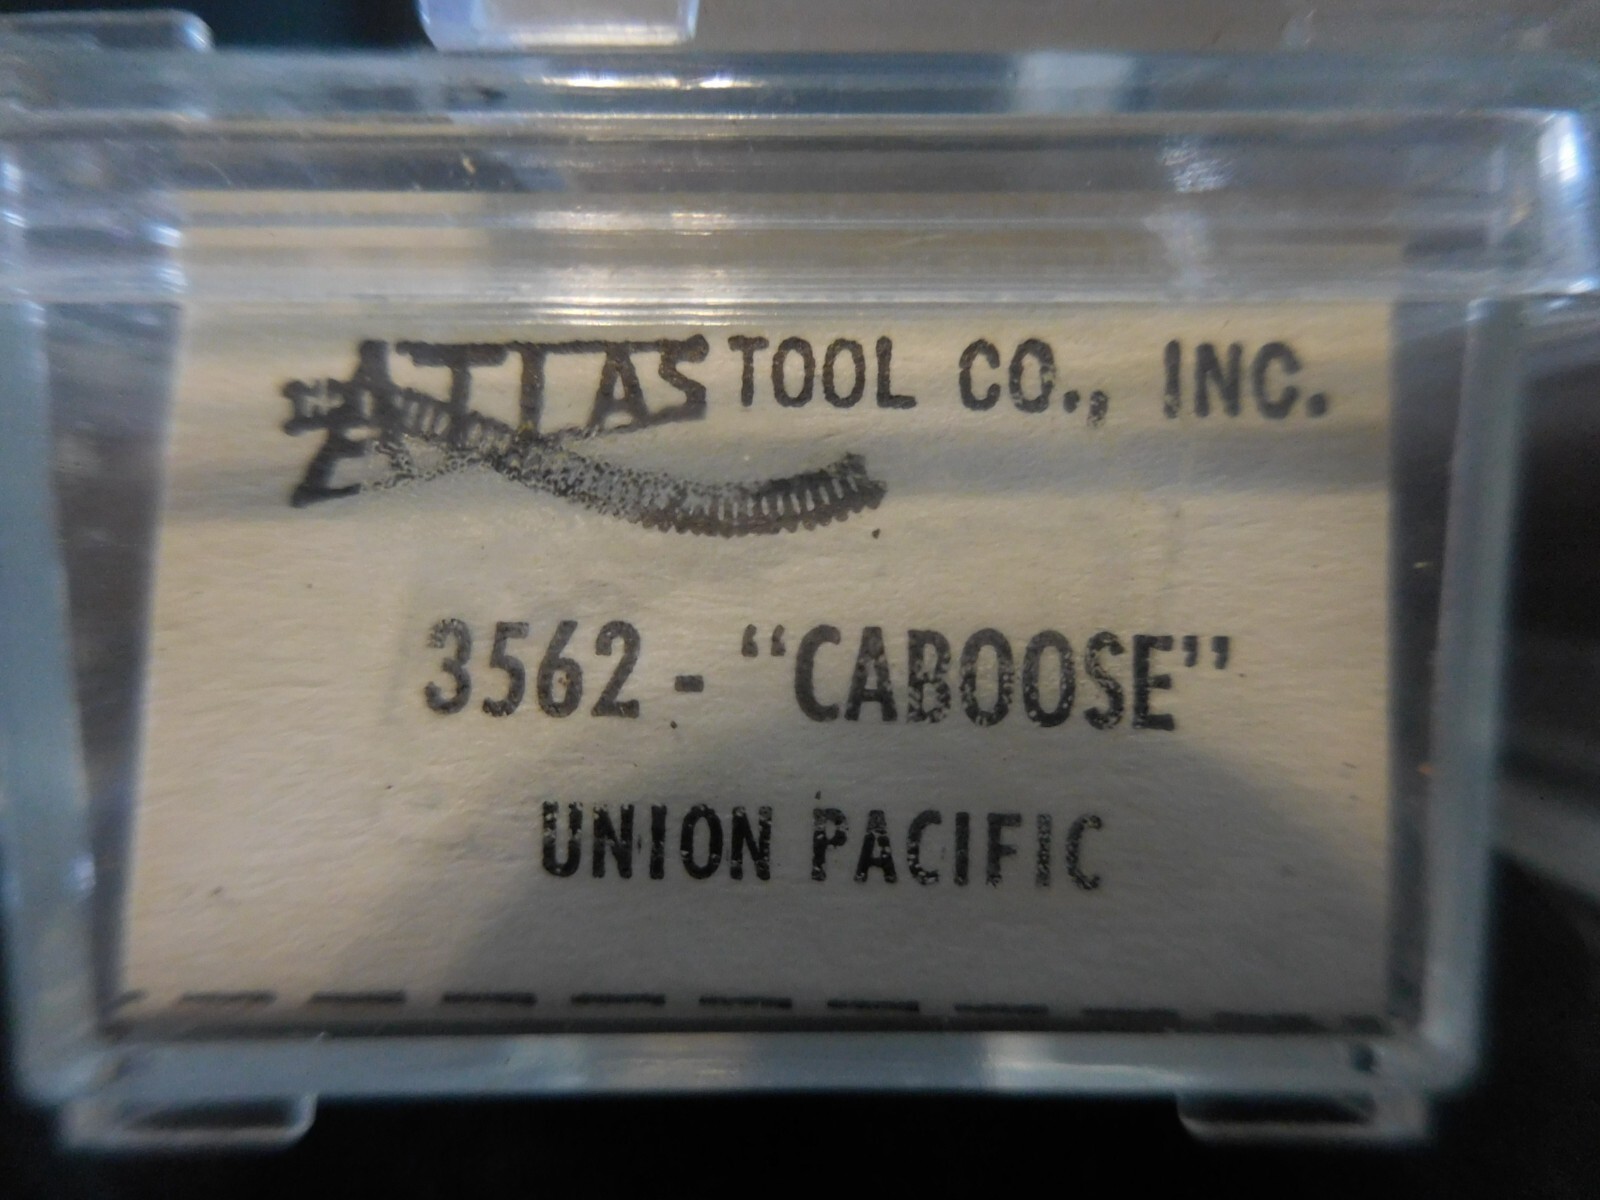 ATLAS TOOL CO., INC.
3562 - “CABOOSE”
UNION PACIFIC